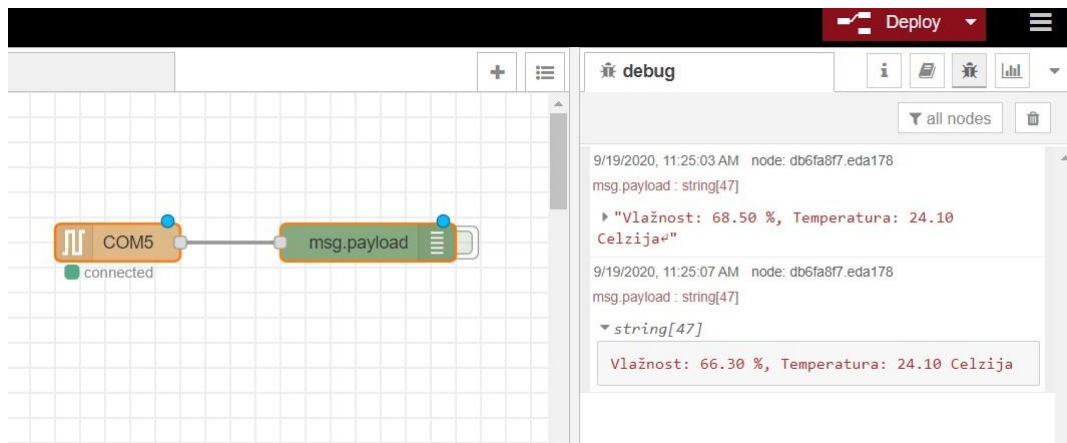 Deploy
debug
all nodes
COM5
connected
msg.payload
9/19/2020, 11:25:03 AM node: db6fa8f7.eda178
msg.payload : string[47]
"Vlažnost: 68.50 %, Temperatura: 24.10
Celzija↵"
9/19/2020, 11:25:07 AM node: db6fa8f7.eda178
msg.payload : string[47]
string[47]
Vlažnost: 66.30 %, Temperatura: 24.10 Celzija